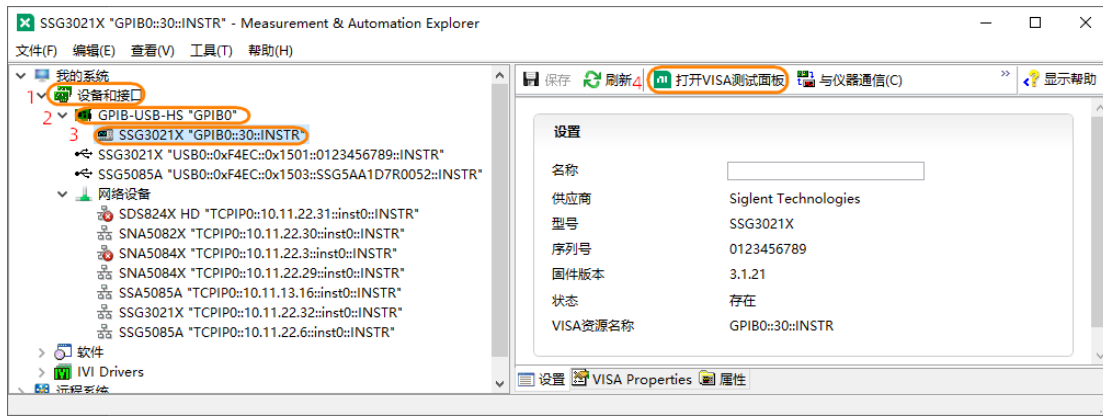 SSG3021X "GPIB0::30::INSTR" - Measurement & Automation Explorer
文件(F) 编辑(E) 查看(V) 工具(T) 帮助(H)
我的系统
1 设备和接口
2 GPIB-USB-HS "GPIB0"
3 SSG3021X "GPIB0::30::INSTR"
SSG3021X "USB0::0xF4EC::0x1501::0123456789::INSTR"
SSG5085A "USB0::0xF4EC::0x1503::SSG5AA1D7R0052::INSTR"
网络设备
SDS824X HD "TCPIP0::10.11.22.31::inst0::INSTR"
SNA5082X "TCPIP0::10.11.22.30::inst0::INSTR"
SNA5084X "TCPIP0::10.11.22.3::inst0::INSTR"
SNA5084X "TCPIP0::10.11.22.29::inst0::INSTR"
SSA5085A "TCPIP0::10.11.13.16::inst0::INSTR"
SSG3021X "TCPIP0::10.11.22.32::inst0::INSTR"
SSG5085A "TCPIP0::10.11.22.6::inst0::INSTR"
软件
IVI Drivers
远程系统
保存 刷新 4 打开VISA测试面板 与仪器通信(C) » 显示帮助
设置
名称
供应商 Siglent Technologies
型号 SSG3021X
序列号 0123456789
固件版本 3.1.21
状态 存在
VISA资源名称 GPIB0::30::INSTR
设置 VISA Properties 属性